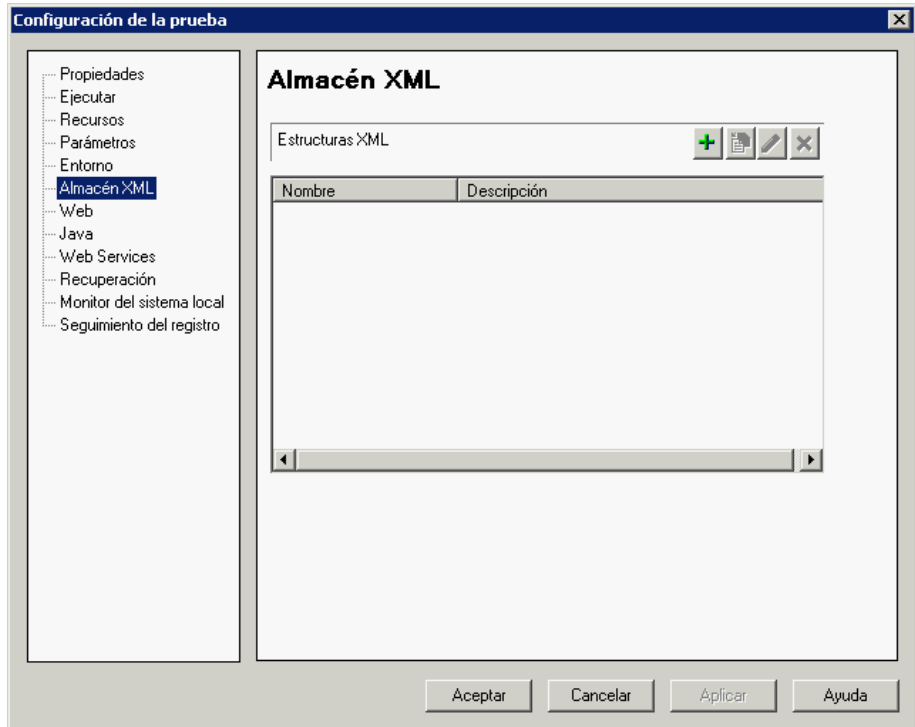 Configuración de la prueba
Propiedades
Ejecutar
Recursos
Parámetros
Entorno
Almacén XML
Web
Java
Web Services
Recuperación
Monitor del sistema local
Seguimiento del registro
Almacén XML
Estructuras XML
Nombre Descripción
Aceptar Cancelar Aplicar Ayuda